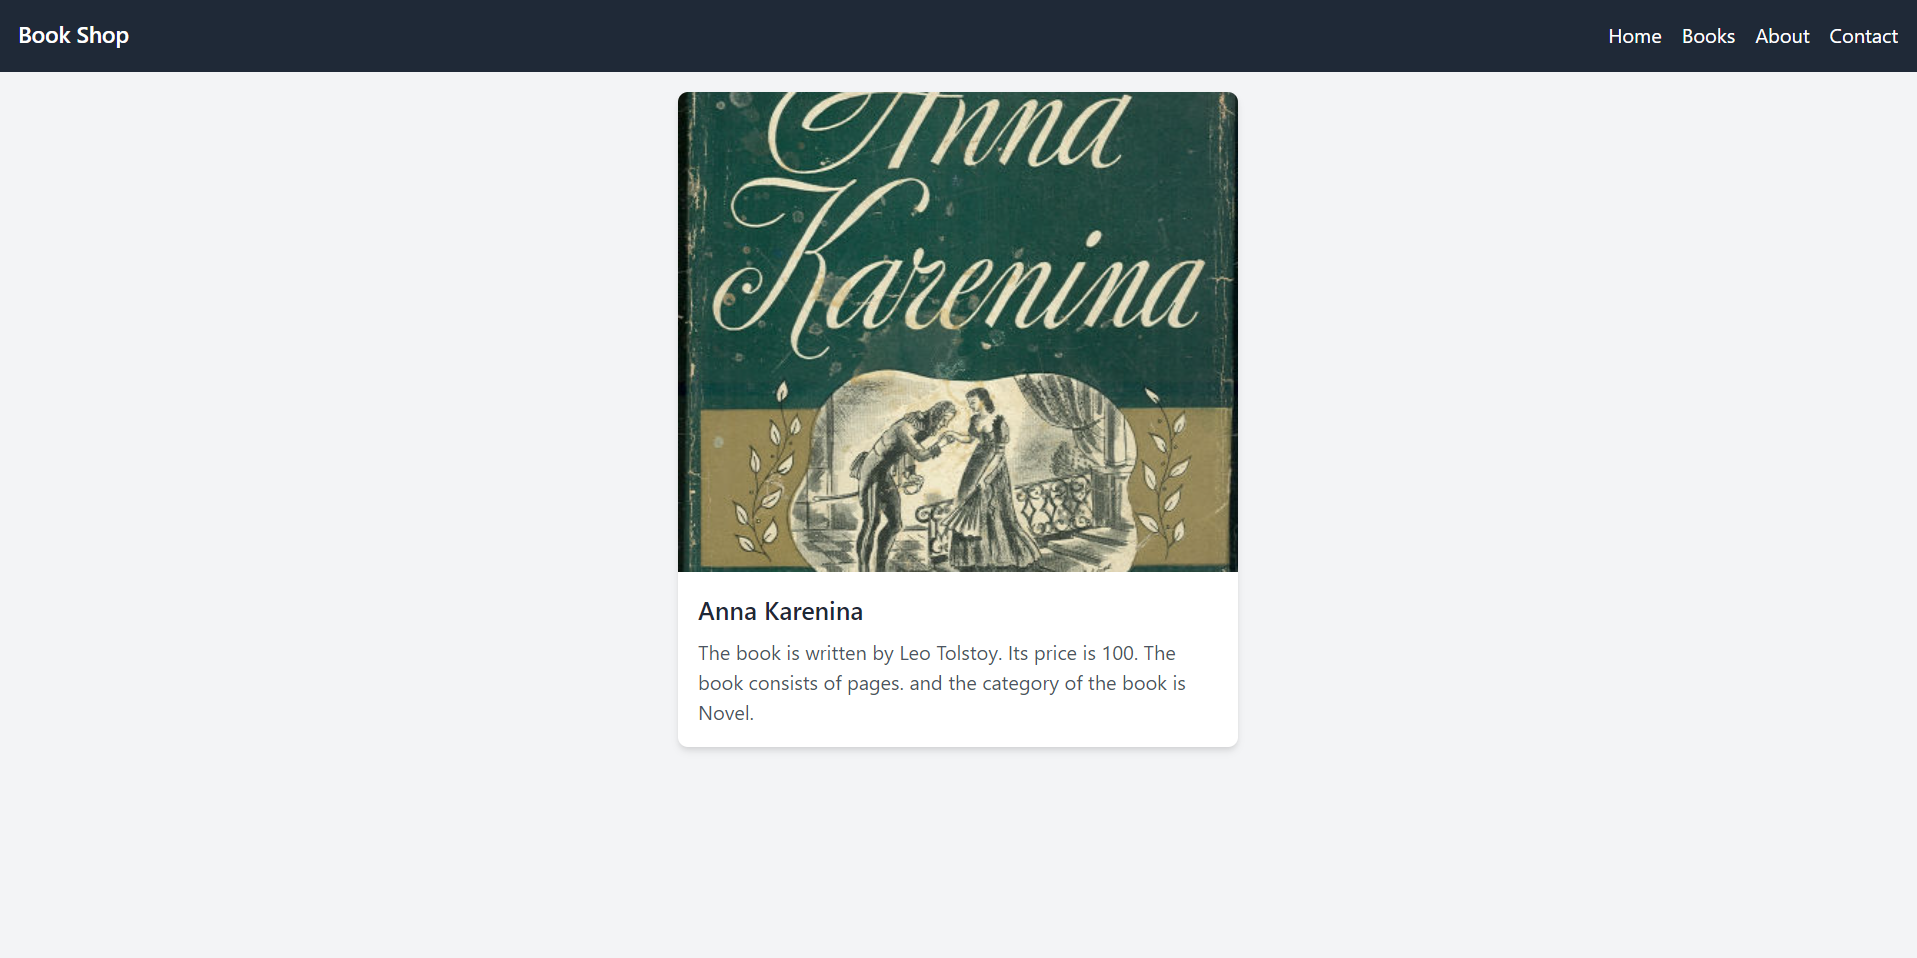 Book Shop
Home Books About Contact
Anna
Karenina
Anna Karenina
The book is written by Leo Tolstoy. Its price is 100. The
book consists of pages. and the category of the book is
Novel.